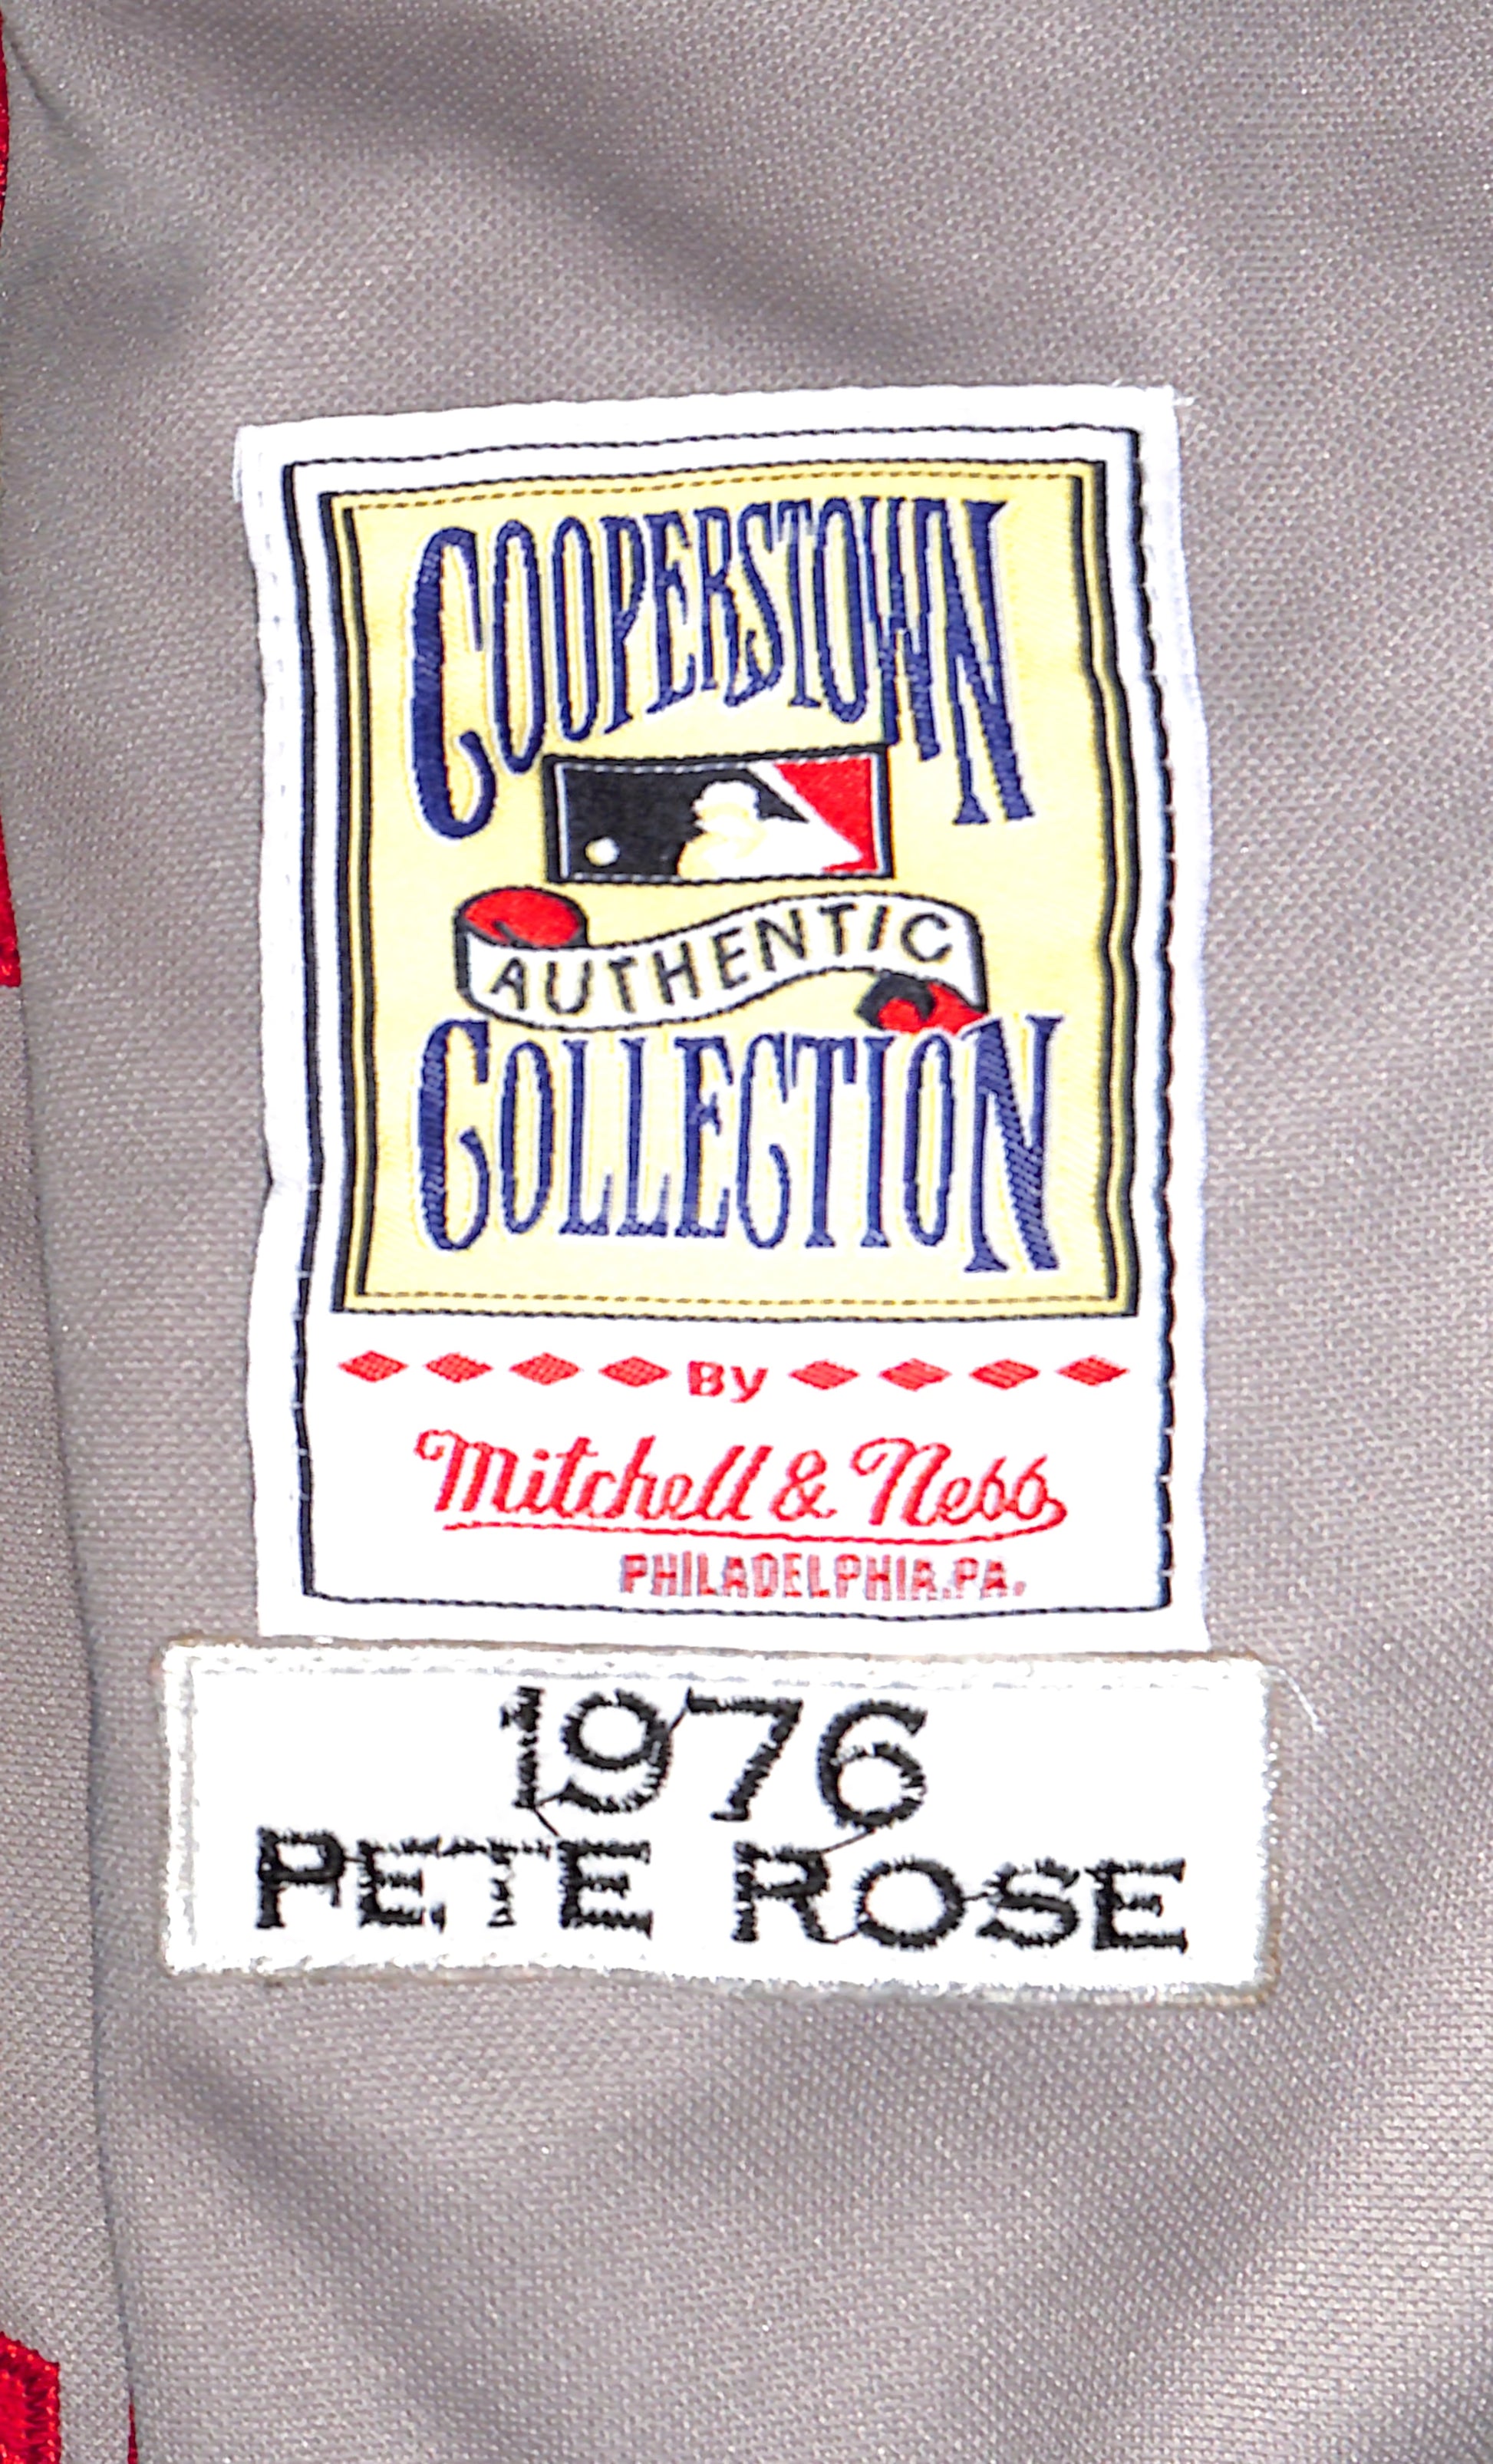 COOPERSTOWN
AUTHENTIC
COLLECTION
By
Mitchell & Ness
PHILADELPHIA.PA.
1976
PETE ROSE